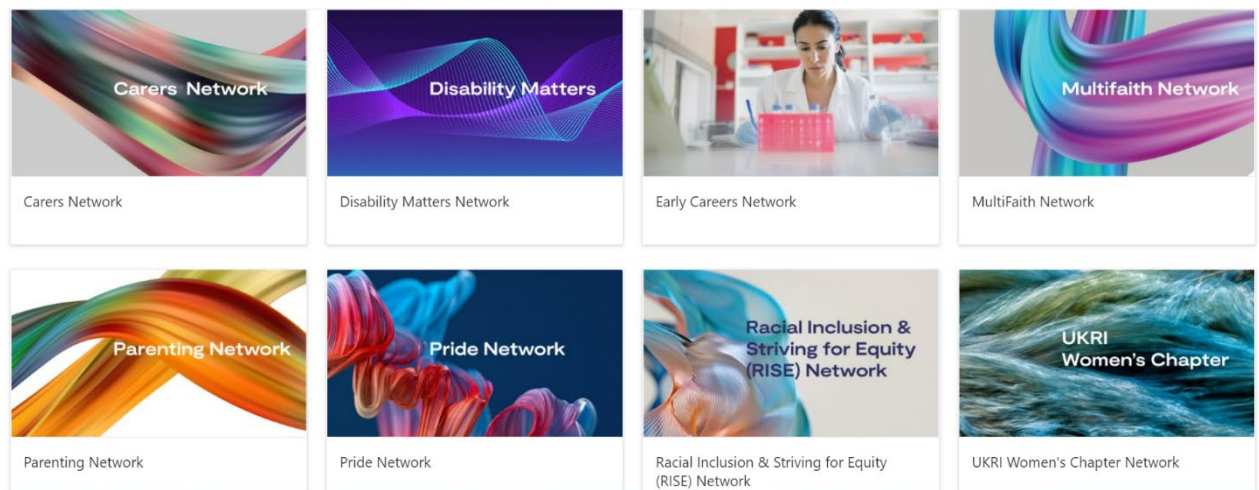 Carers Network
Disability Matters
Multifaith Network
Carers Network
Disability Matters Network
Early Careers Network
MultiFaith Network
Parenting Network
Pride Network
Racial Inclusion &
Striving for Equity
(RISE) Network
UKRI
Women's Chapter
Parenting Network
Pride Network
Racial Inclusion & Striving for Equity
(RISE) Network
UKRI Women's Chapter Network